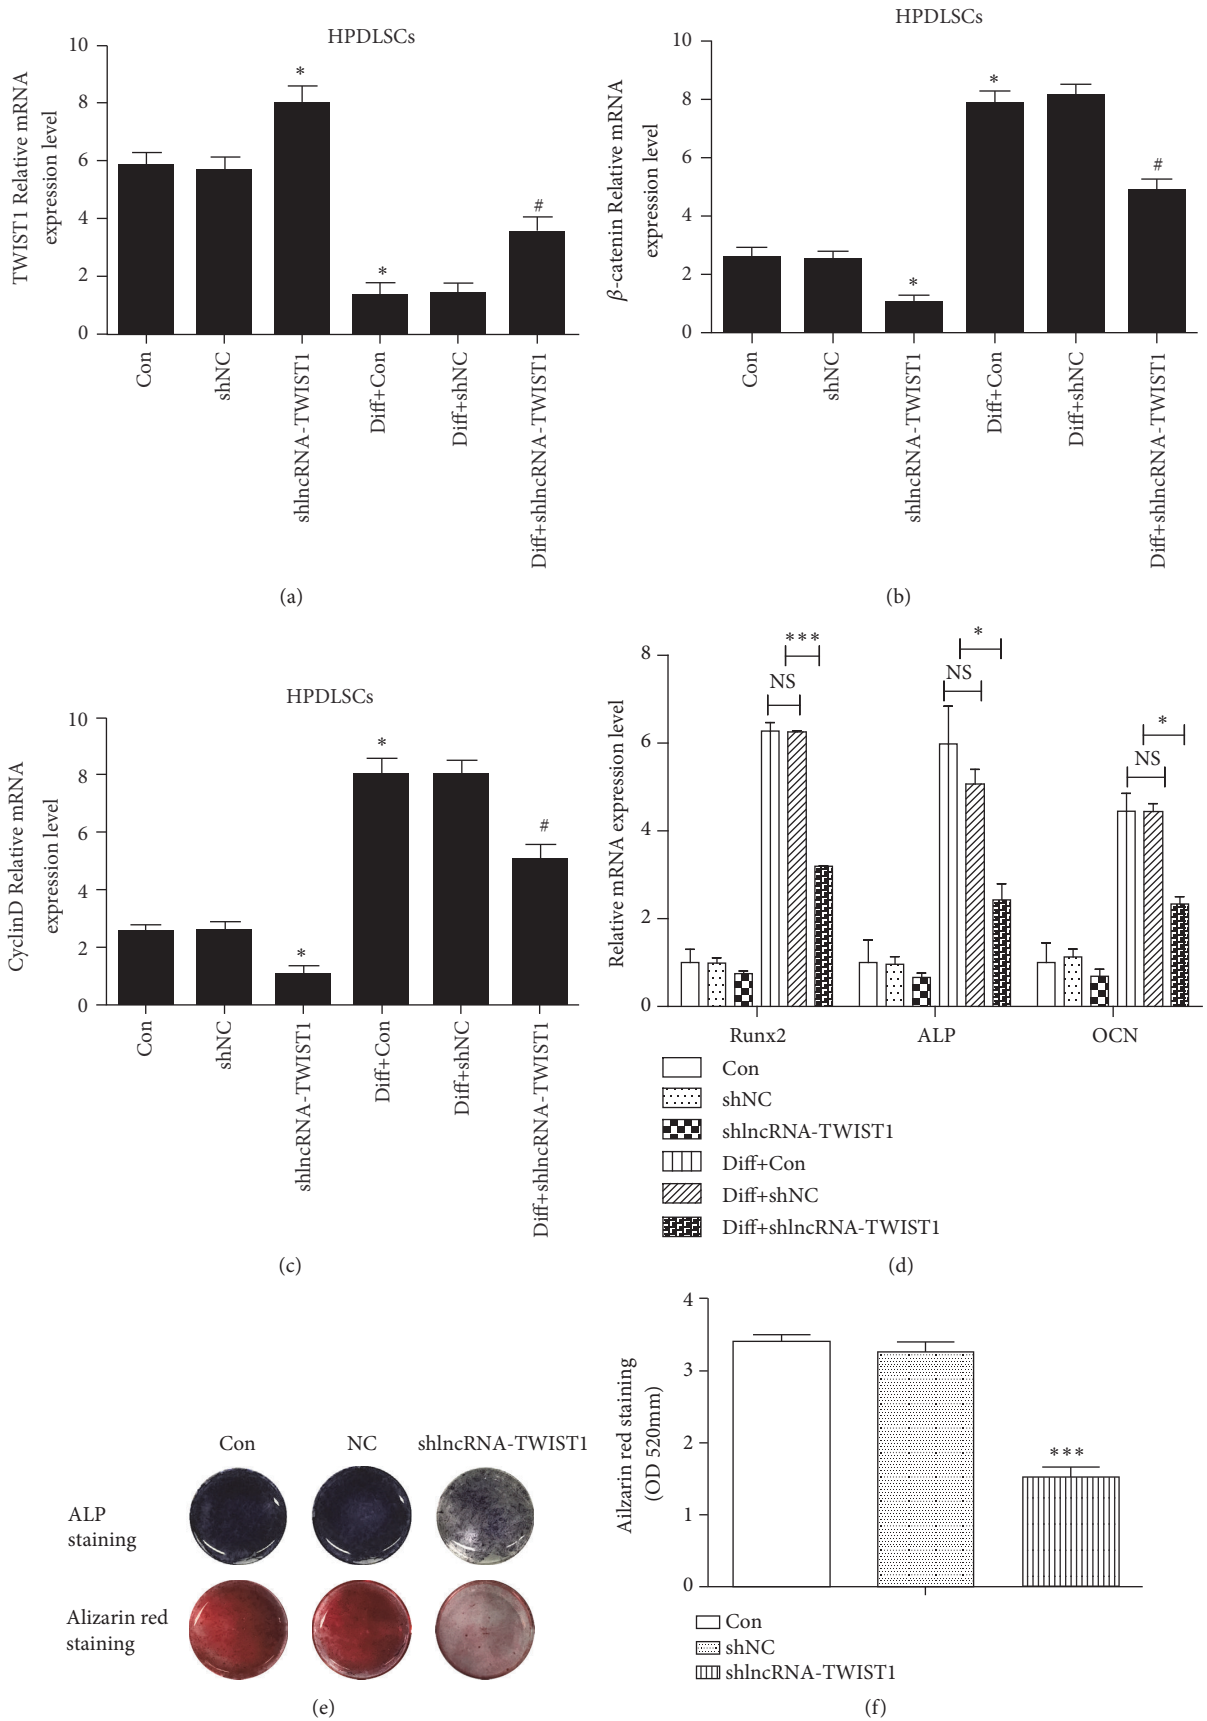 HPDLSCs
TWIST1 Relative mRNA
expression level
10
8
6
4
2
0
*
*
#
Con
shNC
shlncRNA-TWIST1
Diff+Con
Diff+shNC
Diff+shlncRNA-TWIST1
(a)
HPDLSCs
β-catenin Relative mRNA
expression level
10
8
6
4
2
0
*
*
#
Con
shNC
shlncRNA-TWIST1
Diff+Con
Diff+shNC
Diff+shlncRNA-TWIST1
(b)
HPDLSCs
CyclinD Relative mRNA
expression level
10
8
6
4
2
0
*
*
#
Con
shNC
shlncRNA-TWIST1
Diff+Con
Diff+shNC
Diff+shlncRNA-TWIST1
(c)
Relative mRNA expression level
8
6
4
2
0
***
NS
*
NS
*
NS
Runx2
ALP
OCN
Con
shNC
shlncRNA-TWIST1
Diff+Con
Diff+shNC
Diff+shlncRNA-TWIST1
(d)
Con
NC
shlncRNA-TWIST1
ALP
staining
Alizarin red
staining
(e)
Ailzarin red staining
(OD 520mm)
4
3
2
1
0
***
Con
shNC
shlncRNA-TWIST1
(f)